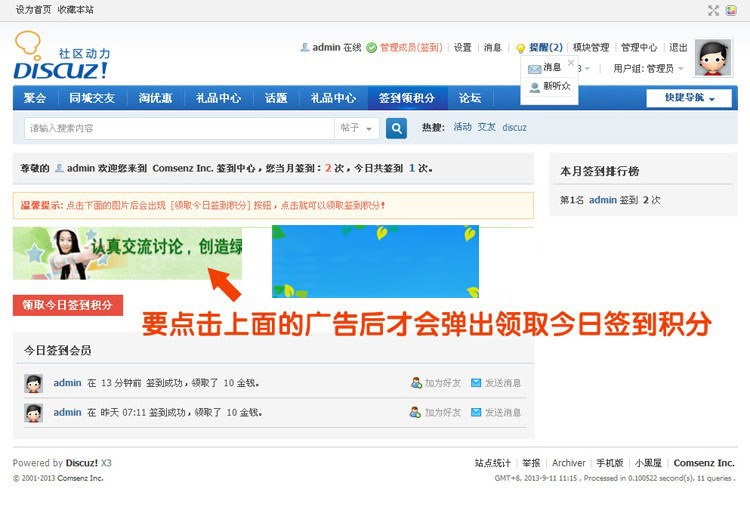 设为首页 收藏本站
社区动力
DISCUZ!
admin 在线 管理成员(签到) 设置 消息 提醒(2) 模块管理 管理中心 退出
消息
新听众
用户组: 管理员
聚会 同城交友 淘优惠 礼品中心 话题 礼品中心 签到领积分 论坛 快捷导航
请输入搜索内容 帖子 热搜: 活动 交友 discuz
尊敬的 admin 欢迎您来到 Comsenz Inc. 签到中心，您当月签到：2 次，今日共签到 1 次。
本月签到排行榜
第1名 admin 签到 2 次
温馨提示: 点击下面的图片后会出现 [领取今日签到积分] 按钮，点击就可以领取签到积分!
认真交流讨论，创造绿
领取今日签到积分
要点击上面的广告后才会弹出领取今日签到积分
今日签到会员
admin 在 13 分钟前 签到成功，领取了 10 金钱。 加为好友 发送消息
admin 在 昨天 07:11 签到成功，领取了 10 金钱。 加为好友 发送消息
Powered by Discuz! X3
站点统计 | 举报 | Archiver | 手机版 | 小黑屋 | Comsenz Inc.
© 2001-2013 Comsenz Inc.
GMT+8, 2013-9-11 11:15 , Processed in 0.100522 second(s), 11 queries .